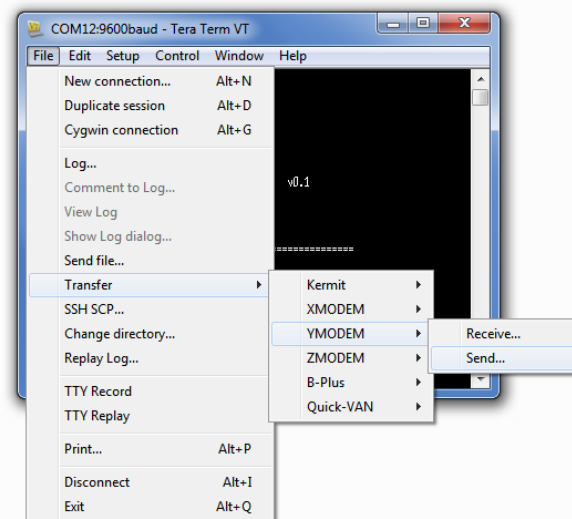 COM12:9600baud - Tera Term VT
File Edit Setup Control Window Help
New connection... Alt+N
Duplicate session Alt+D
Cygwin connection Alt+G
Log...
Comment to Log...
View Log
Show Log dialog...
Send file...
Transfer
SSH SCP...
Change directory...
Replay Log...
TTY Record
TTY Replay
Print... Alt+P
Disconnect Alt+I
Exit Alt+Q
v0.1
==============
Kermit
XMODEM
YMODEM
ZMODEM
B-Plus
Quick-VAN
Receive...
Send...